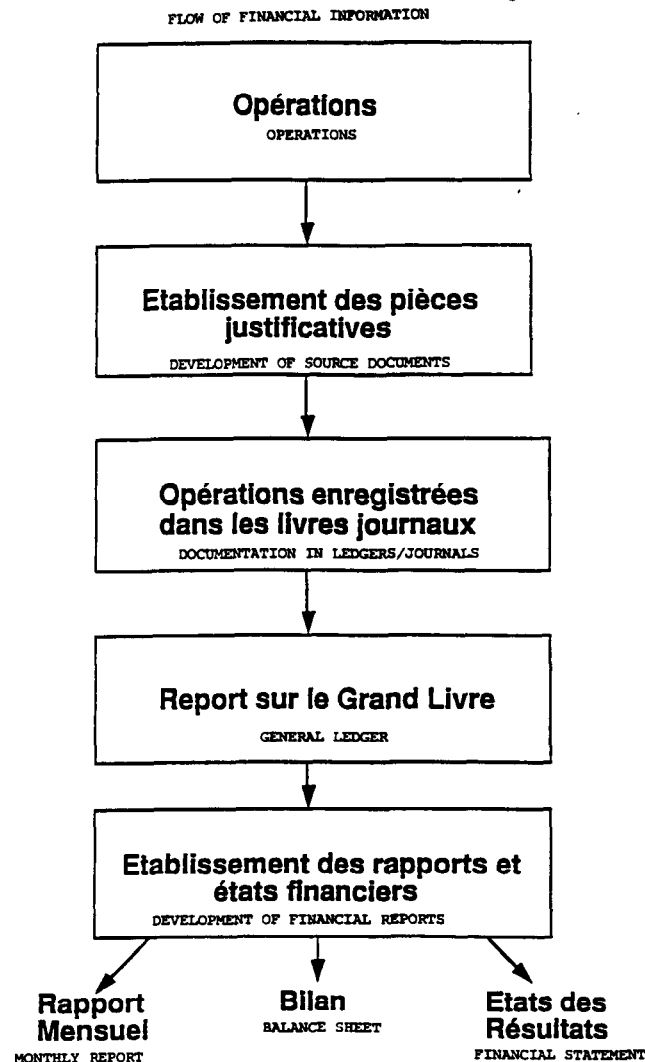 FLOW OF FINANCIAL INFORMATION
Opérations
OPERATIONS
Etablissement des pièces
justificatives
DEVELOPMENT OF SOURCE DOCUMENTS
Opérations enregistrées
dans les livres journaux
DOCUMENTATION IN LEDGERS/JOURNALS
Report sur le Grand Livre
GENERAL LEDGER
Etablissement des rapports et
états financiers
DEVELOPMENT OF FINANCIAL REPORTS
Rapport
Mensuel
MONTHLY REPORT
Bilan
BALANCE SHEET
Etats des
Résultats
FINANCIAL STATEMENT